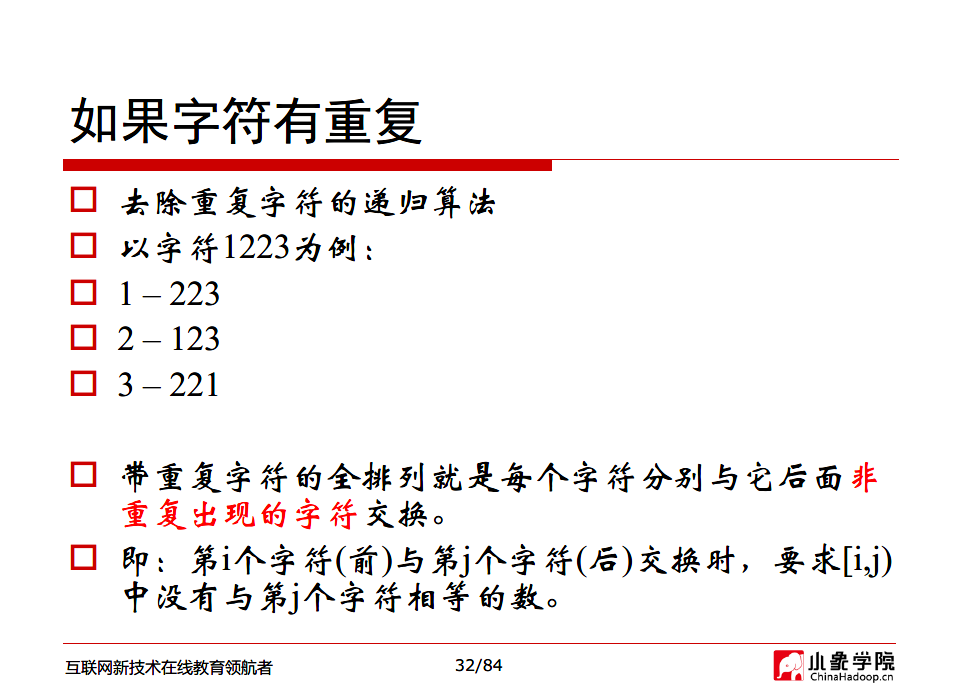 如果字符有重复
去除重复字符的递归算法
以字符1223为例：
1 – 223
2 – 123
3 – 221
带重复字符的全排列就是每个字符分别与它后面非
重复出现的字符交换。
即：第i个字符(前)与第j个字符(后)交换时，要求[i,j)
中没有与第j个字符相等的数。
互联网新技术在线教育领航者
32/84
小象学院
ChinaHadoop.cn